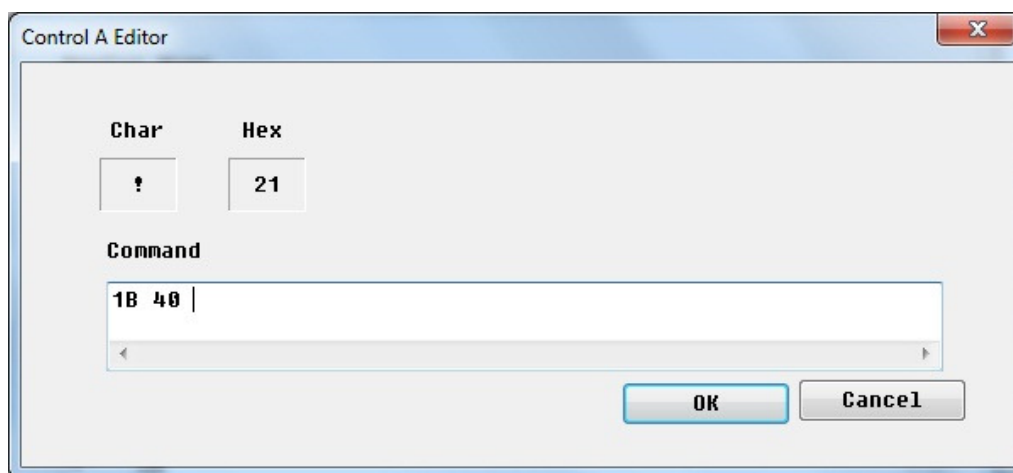 Control A Editor
Char Hex
! 21
Command
1B 40
OK Cancel